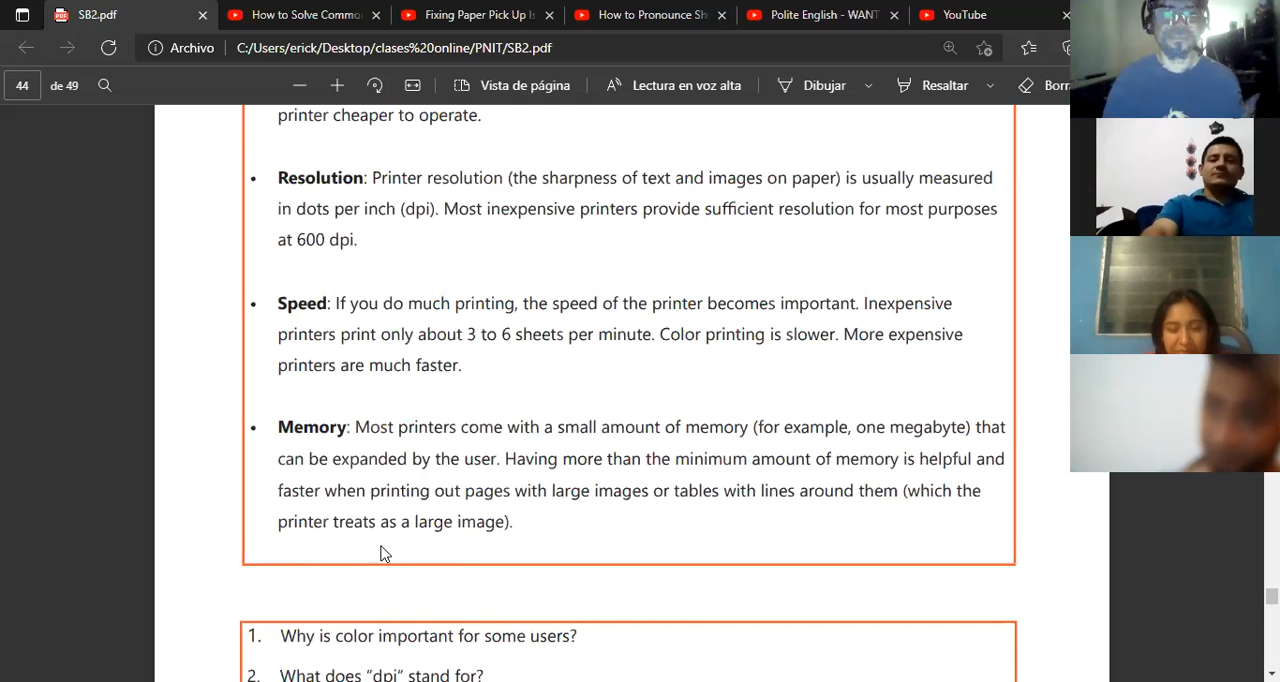 SB2.pdf
How to Solve Commo
Fixing Paper Pick Up Is
How to Pronounce Sh
Polite English - WANT
YouTube
Archivo
C:/Users/erick/Desktop/clases%20online/PNIT/SB2.pdf
44 de 49
Vista de página
Lectura en voz alta
Dibujar
Resaltar
Borr
printer cheaper to operate.
• Resolution: Printer resolution (the sharpness of text and images on paper) is usually measured
in dots per inch (dpi). Most inexpensive printers provide sufficient resolution for most purposes
at 600 dpi.
• Speed: If you do much printing, the speed of the printer becomes important. Inexpensive
printers print only about 3 to 6 sheets per minute. Color printing is slower. More expensive
printers are much faster.
• Memory: Most printers come with a small amount of memory (for example, one megabyte) that
can be expanded by the user. Having more than the minimum amount of memory is helpful and
faster when printing out pages with large images or tables with lines around them (which the
printer treats as a large image).
1. Why is color important for some users?
2. What does “dpi” stand for?